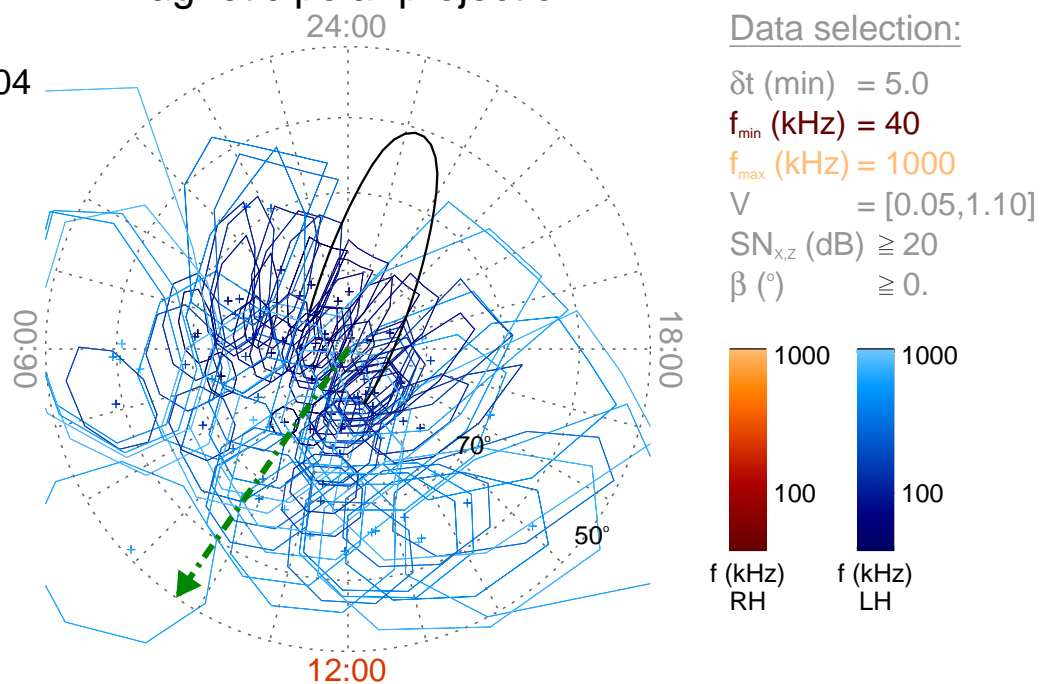 24:00
04
06:00
18:00
12:00
70°
50°
Data selection:
δt (min) = 5.0
fmin (kHz) = 40
fmax (kHz) = 1000
V = [0.05,1.10]
SNx,z (dB) ≧ 20
β (°) ≧ 0.
1000 1000
100 100
f (kHz) f (kHz)
RH LH